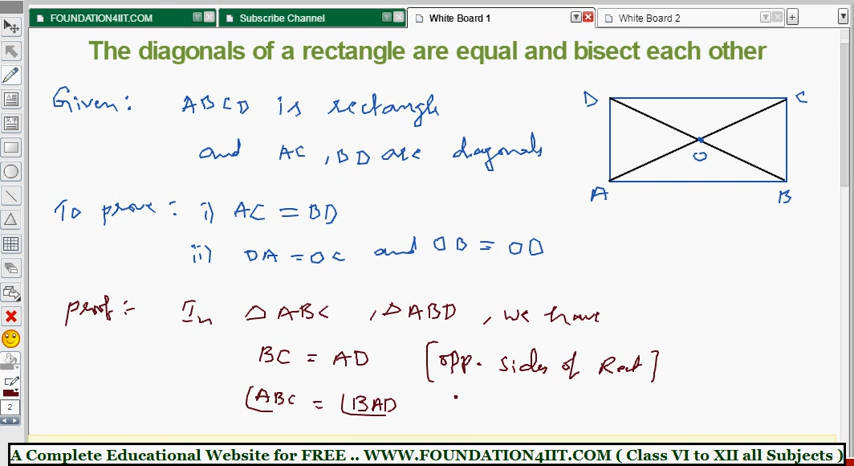 FOUNDATION4IIT.COM Subscribe Channel White Board 1 White Board 2
The diagonals of a rectangle are equal and bisect each other
Given: ABCD is rectangle
and AC, BD are diagonals
D C
O
A B
To prove: i) AC = BD
ii) OA = OC and OB = OD
Proof:- In △ABC, △ABD, we have
BC = AD [opp. sides of Rect]
∠ABC = ∠BAD
2
A Complete Educational Website for FREE .. WWW.FOUNDATION4IIT.COM ( Class VI to XII all Subjects )